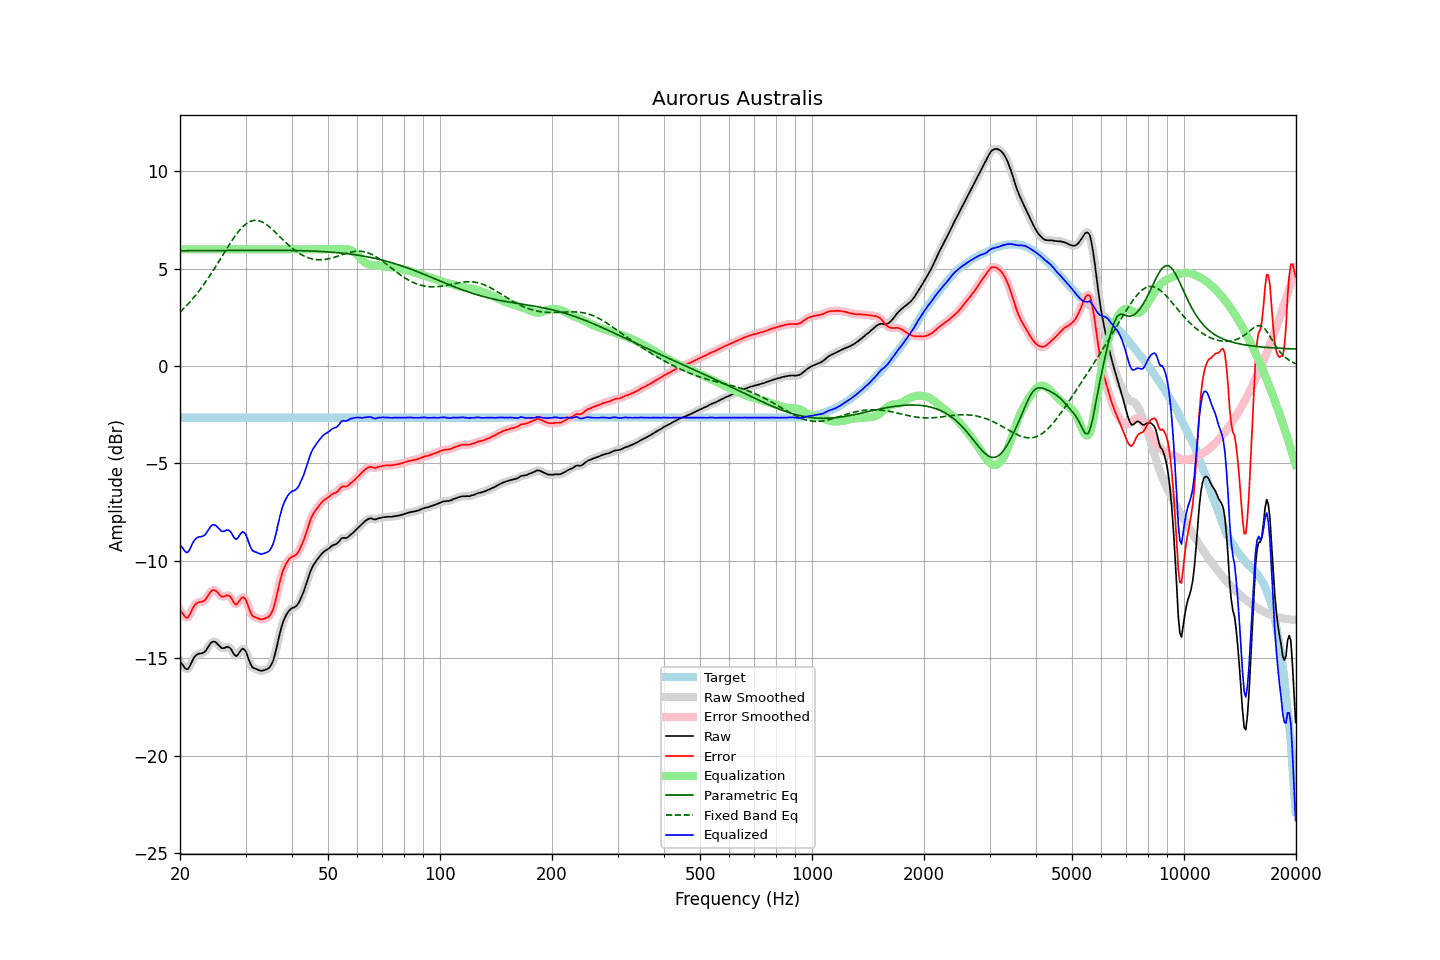 Aurorus Australis
Amplitude (dBr)
10
5
0
−5
−10
−15
−20
−25
20
50
100
200
500
1000
2000
5000
10000
20000
Frequency (Hz)
Target
Raw Smoothed
Error Smoothed
Raw
Error
Equalization
Parametric Eq
Fixed Band Eq
Equalized